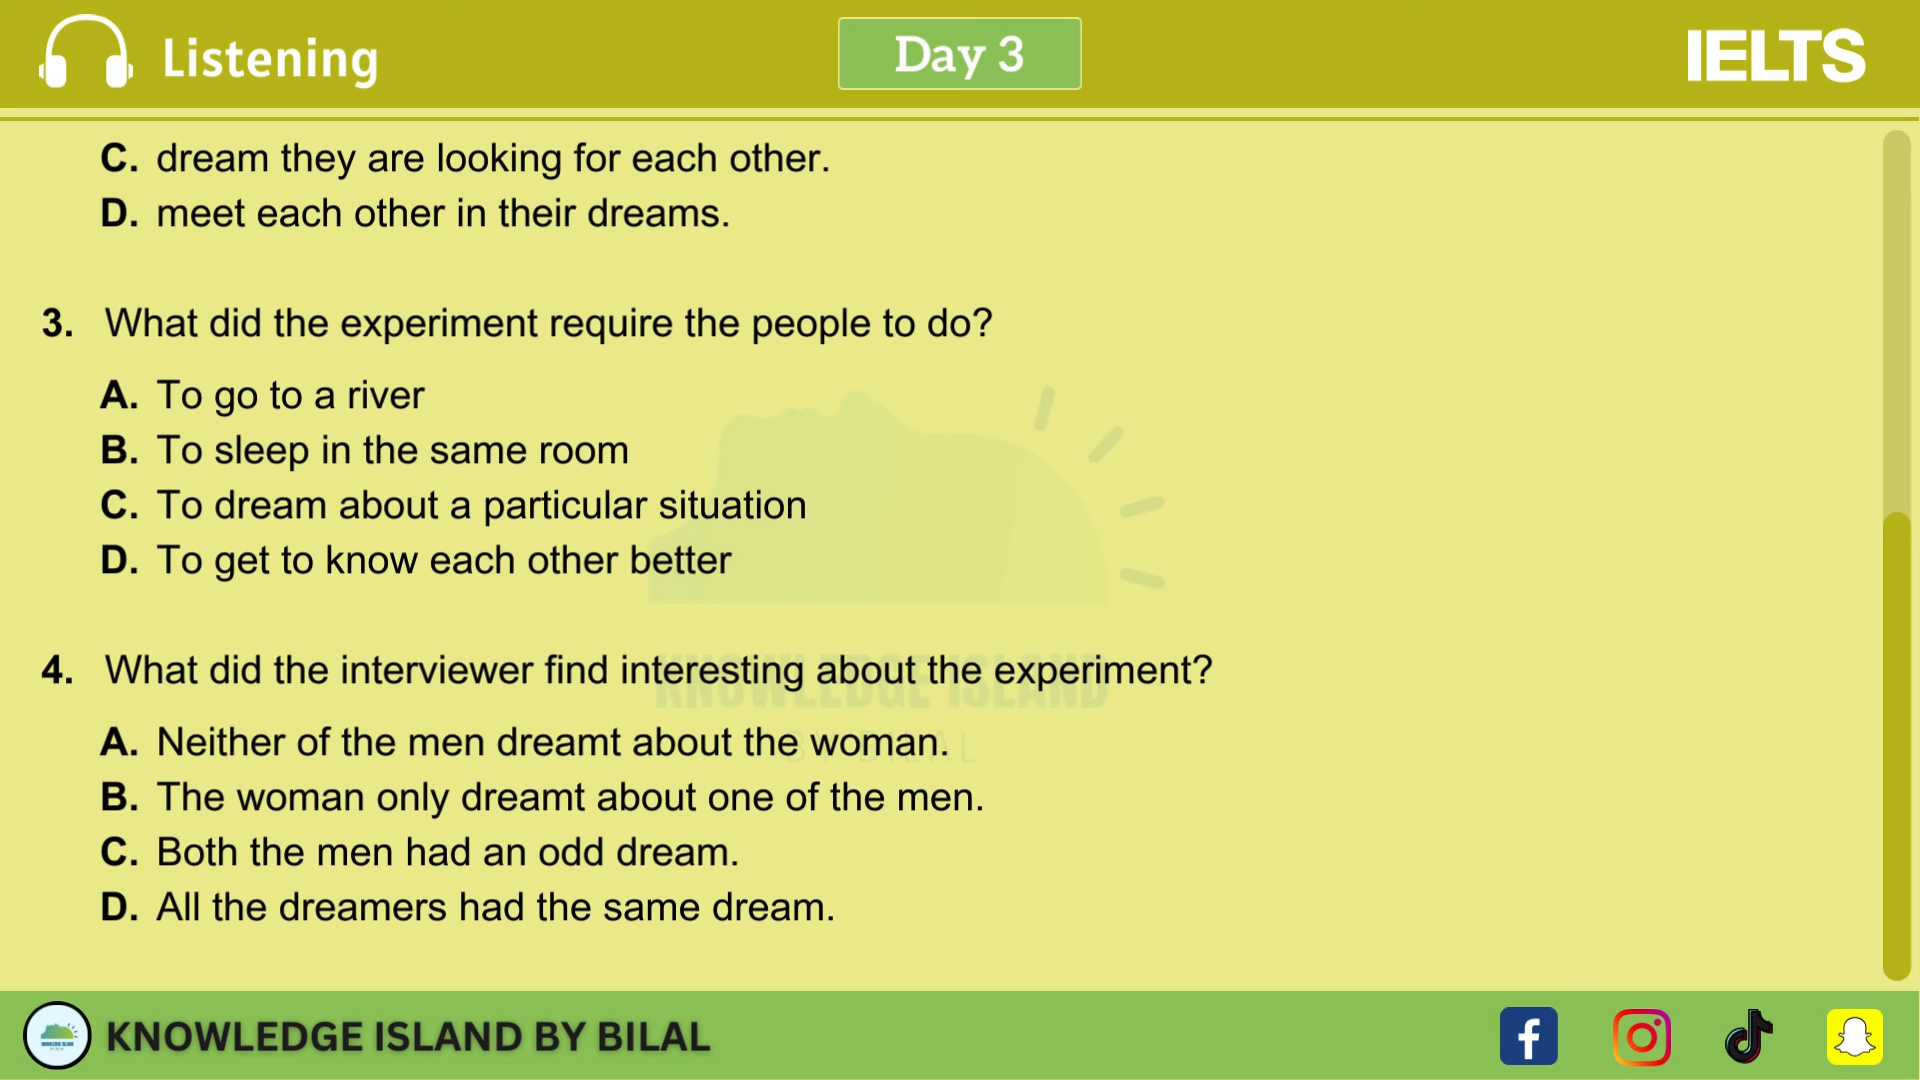 Listening
Day 3
IELTS
C. dream they are looking for each other.
D. meet each other in their dreams.
3. What did the experiment require the people to do?
A. To go to a river
B. To sleep in the same room
C. To dream about a particular situation
D. To get to know each other better
4. What did the interviewer find interesting about the experiment?
A. Neither of the men dreamt about the woman.
B. The woman only dreamt about one of the men.
C. Both the men had an odd dream.
D. All the dreamers had the same dream.
KNOWLEDGE ISLAND
BY BILAL
KNOWLEDGE ISLAND BY BILAL